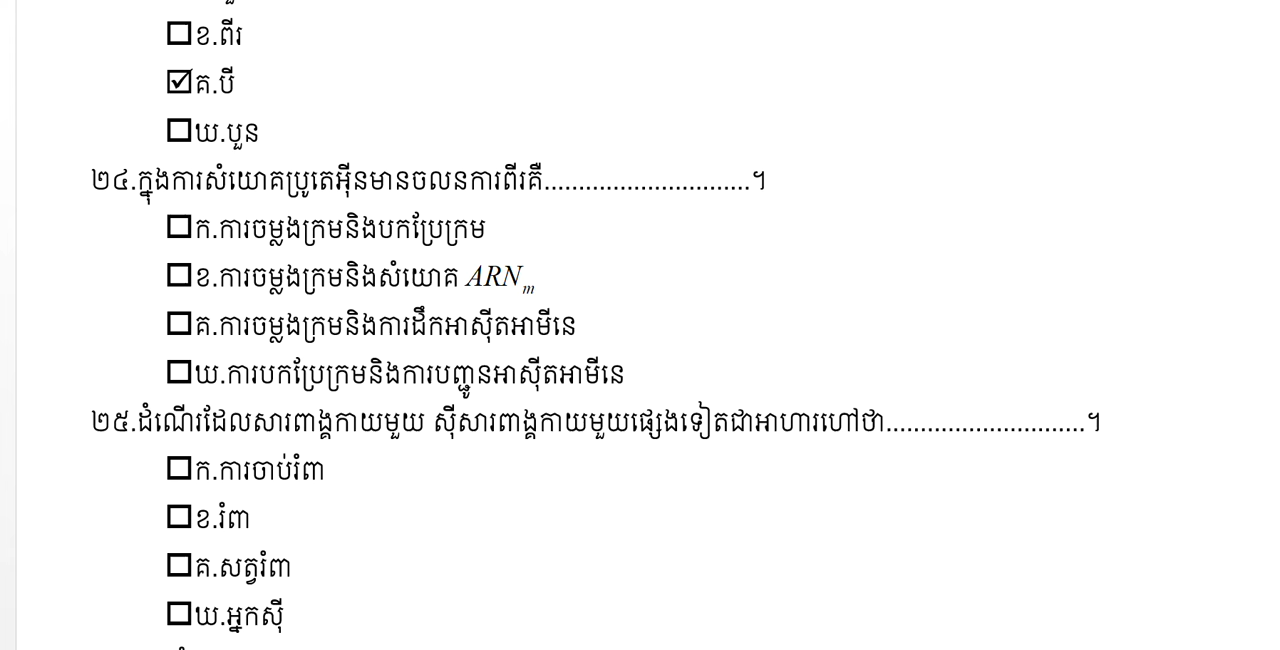 ☐ខ.ពីរ
☑គ.បី
☐ឃ.បួន
២៤.ក្នុងការសំយោគប្រូតេអ៊ីនមានចលនការពីរគឺ..............................។
☐ក.ការចម្លងក្រមនិងបកប្រែក្រម
☐ខ.ការចម្លងក្រមនិងសំយោគ ARNm
☐គ.ការចម្លងក្រមនិងការដឹកអាស៊ីតអាមីនេ
☐ឃ.ការបកប្រែក្រមនិងការបញ្ជូនអាស៊ីតអាមីនេ
២៥.ដំណើរដែលសារពាង្គកាយមួយ ស៊ីសារពាង្គកាយមួយផ្សេងទៀតជាអាហារហៅថា.............................។
☐ក.ការចាប់រំពា
☐ខ.រំពា
☐គ.សត្វរំពា
☐ឃ.អ្នកស៊ី